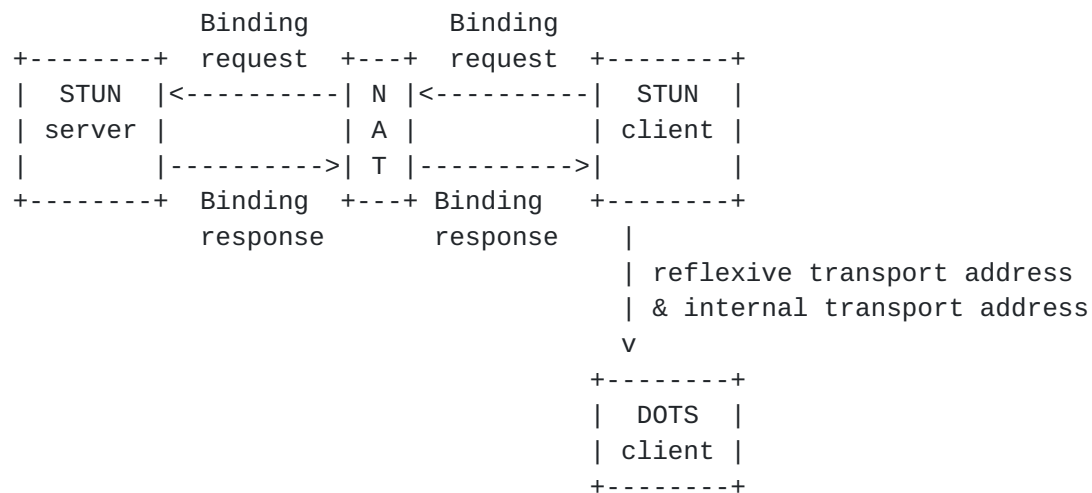 Binding Binding
+--------+ request +---+ request +--------+
| STUN |<----------| N |<----------| STUN |
| server | | A | | client |
| |---------->| T |---------->| |
+--------+ Binding +---+ Binding +--------+
response response |
| reflexive transport address
| & internal transport address
v
+--------+
| DOTS |
| client |
+--------+